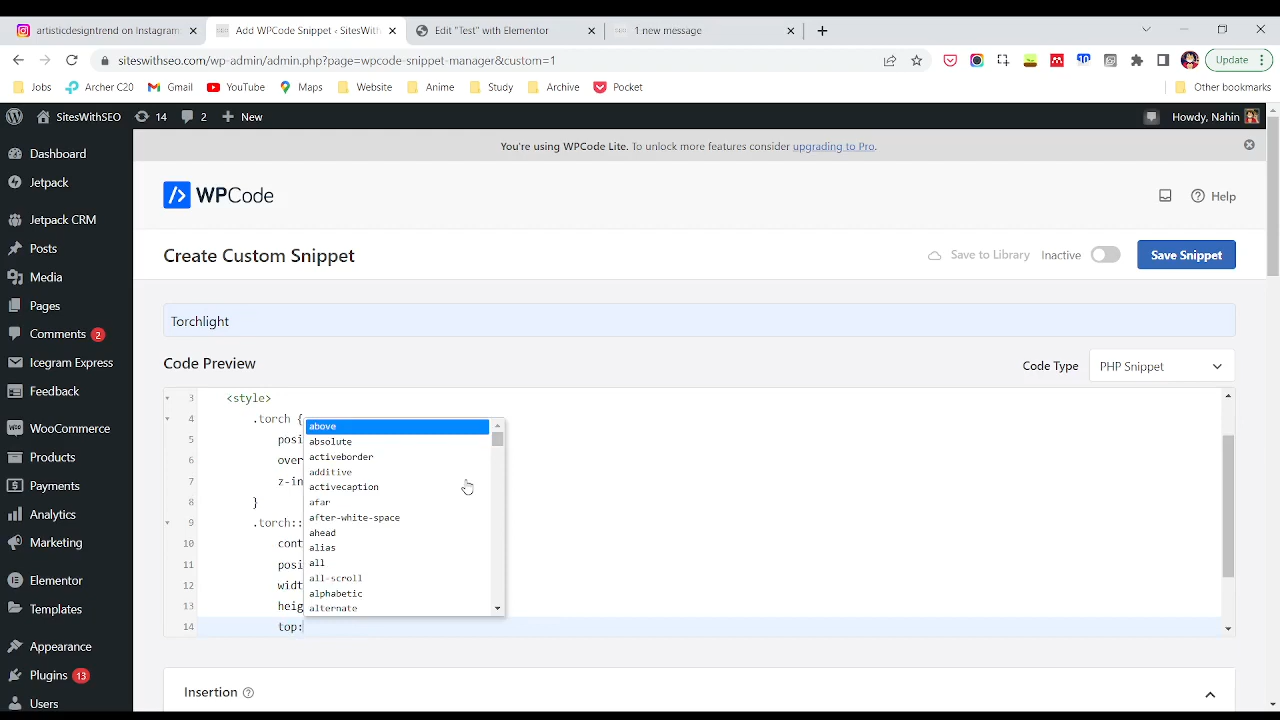 artisticdesigntrend on Instagram
Add WPCode Snippet ‹ SitesWith
Edit "Test" with Elementor
1 new message
siteswithseo.com/wp-admin/admin.php?page=wpcode-snippet-manager&custom=1
Update
Jobs
Archer C20
Gmail
YouTube
Maps
Website
Anime
Study
Archive
Pocket
Other bookmarks
SitesWithSEO
14
2
New
Howdy, Nahin
Dashboard
Jetpack
Jetpack CRM
Posts
Media
Pages
Comments 2
Icegram Express
Feedback
WooCommerce
Products
Payments
Analytics
Marketing
Elementor
Templates
Appearance
Plugins 13
Users
You're using WPCode Lite. To unlock more features consider upgrading to Pro.
WPCode
Help
Create Custom Snippet
Save to Library
Inactive
Save Snippet
Torchlight
Code Preview
Code Type
PHP Snippet
3 <style>
4 .torch {
5 posi
6 over
7 z-in
8 }
9 .torch::
10 cont
11 posi
12 widt
13 heig
14 top:
above
absolute
activeborder
additive
activecaption
afar
after-white-space
ahead
alias
all
all-scroll
alphabetic
alternate
Insertion